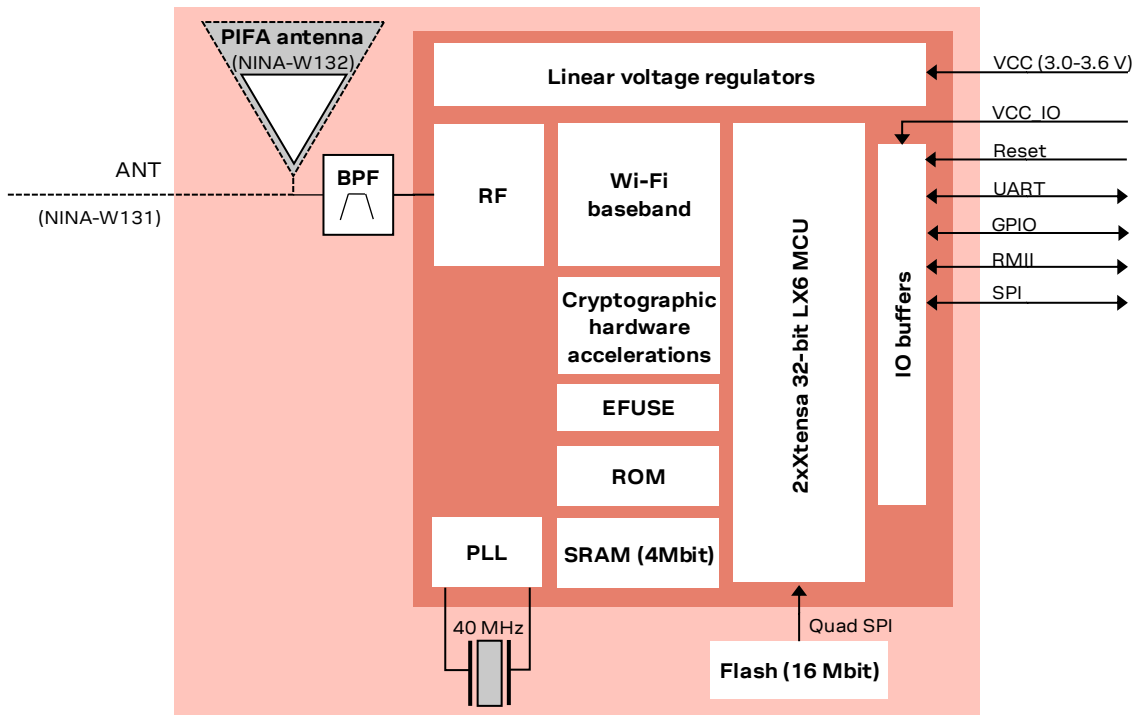 PIFA antenna
(NINA-W132)
Linear voltage regulators
VCC (3.0-3.6 V)
VCC_IO
Reset
ANT
BPF
RF
Wi-Fi
baseband
UART
(NINA-W131)
GPIO
RMII
SPI
Cryptographic
hardware
accelerations
2xXtensa 32-bit LX6 MCU
IO buffers
EFUSE
ROM
PLL
SRAM (4Mbit)
40 MHz
Quad SPI
Flash (16 Mbit)